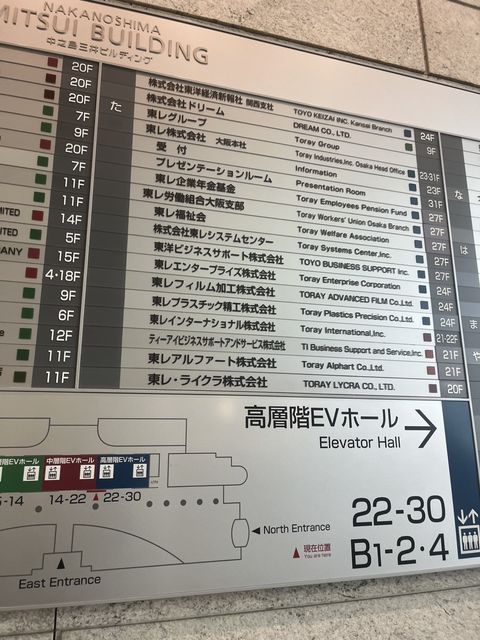 NAKANOSHIMA
MITSUI BUILDING
中之島三井ビルディング
20F
20F
20F
7F
9F
20F
7F
11F
11F
LIMITED 14F
5F
15F
4·18F
9F
6F
12F
11F
11F
た
株式会社東洋経済新報社 関西支社 TOYO KEIZAI INC. Kansai Branch 24F
株式会社ドリーム DREAM CO., LTD. 9F
東レグループ Toray Group
東レ株式会社 大阪本社 Toray Industries,Inc. Osaka Head Office
受 付 Information 23·31F
プレゼンテーションルーム Presentation Room 23F
東レ企業年金基金 Toray Employees Pension Fund 31F
東レ労働組合大阪支部 Toray Workers' Union Osaka Branch 27F
東レ福祉会 Toray Welfare Association 27F
株式会社東レシステムセンター Toray Systems Center,Inc. 27F
東洋ビジネスサポート株式会社 TOYO BUSINESS SUPPORT Inc. 27F
東レエンタープライズ株式会社 Toray Enterprise Corporation 24F
東レフィルム加工株式会社 TORAY ADVANCED FILM Co.,Ltd. 24F
東レプラスチック精工株式会社 Toray Plastics Precision Co.,Ltd. 24F
東レインターナショナル株式会社 Toray International,Inc. 21·22F
ティーアイビジネスサポートアンドサービス株式会社 TI Business Support and Service,Inc. 21F
東レアルファート株式会社 Toray Alphart Co.,Ltd. 21F
東レ・ライクラ株式会社 TORAY LYCRA CO., LTD. 20F
な
は
ま
や
高層階EVホール
Elevator Hall
階EVホール 中層階EVホール 高層階EVホール
-14 14-22 22-30
22-30
B1-2・4
North Entrance
現在位置
You are here
East Entrance